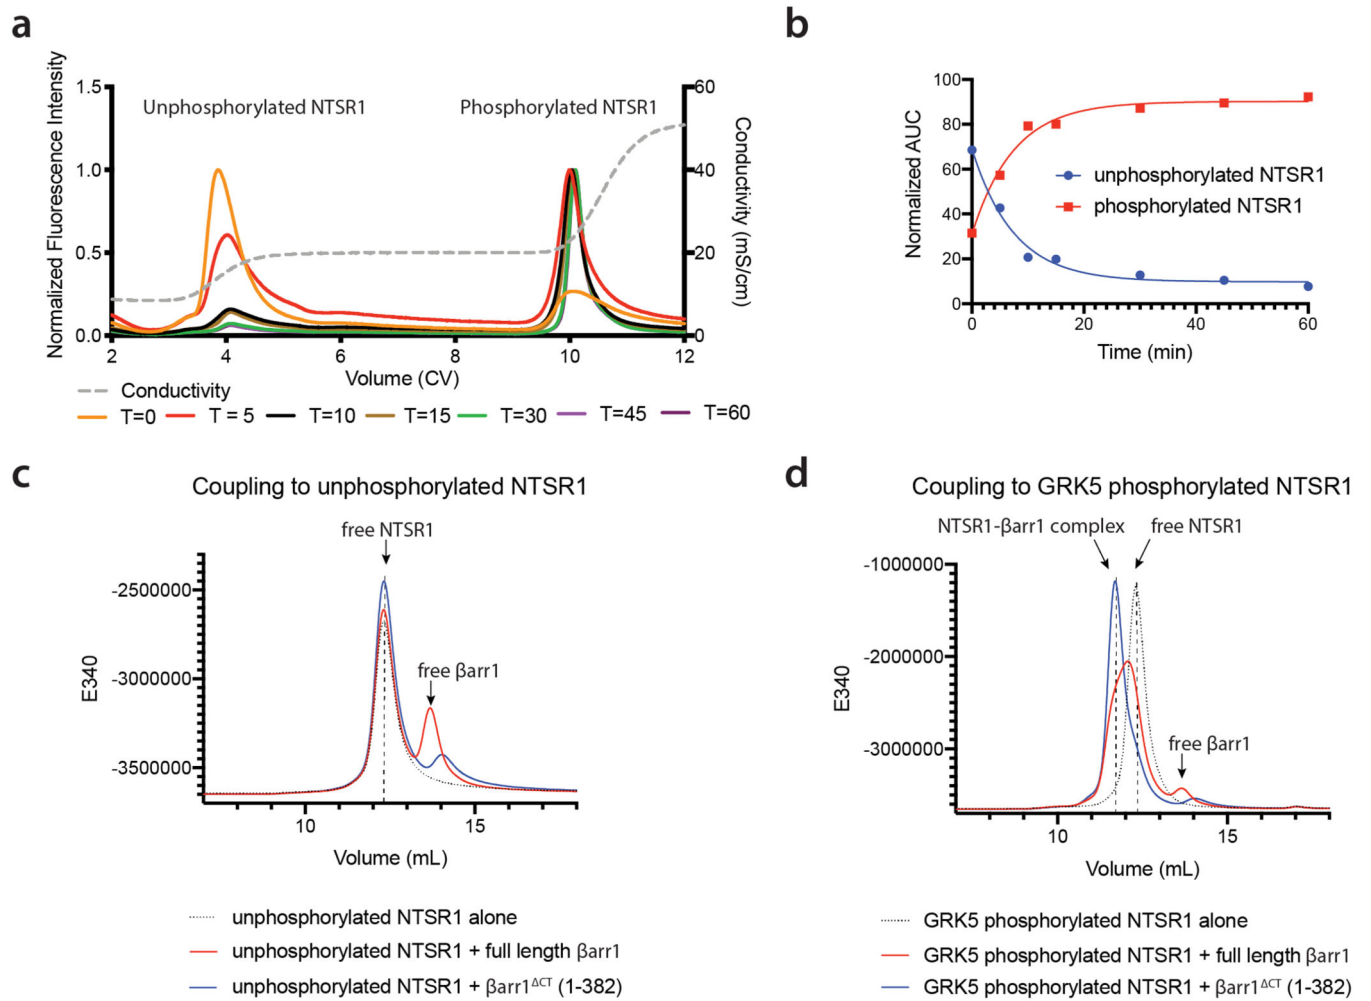 a
Normalized Fluorescence Intensity
1.5
1.0
0.5
0.0
Unphosphorylated NTSR1
Phosphorylated NTSR1
60
40
20
0
Conductivity (mS/cm)
2 4 6 8 10 12
Volume (CV)
Conductivity
T=0 T = 5 T=10 T=15 T=30 T=45 T=60
b
Normalized AUC
100
80
60
40
20
0
unphosphorylated NTSR1
phosphorylated NTSR1
0 20 40 60
Time (min)
c
Coupling to unphosphorylated NTSR1
free NTSR1
free βarr1
E340
-2500000
-3000000
-3500000
10 15
Volume (mL)
unphosphorylated NTSR1 alone
unphosphorylated NTSR1 + full length βarr1
unphosphorylated NTSR1 + βarr1ΔCT (1-382)
d
Coupling to GRK5 phosphorylated NTSR1
NTSR1-βarr1 complex free NTSR1
free βarr1
E340
-1000000
-2000000
-3000000
10 15
Volume (mL)
GRK5 phosphorylated NTSR1 alone
GRK5 phosphorylated NTSR1 + full length βarr1
GRK5 phosphorylated NTSR1 + βarr1ΔCT (1-382)